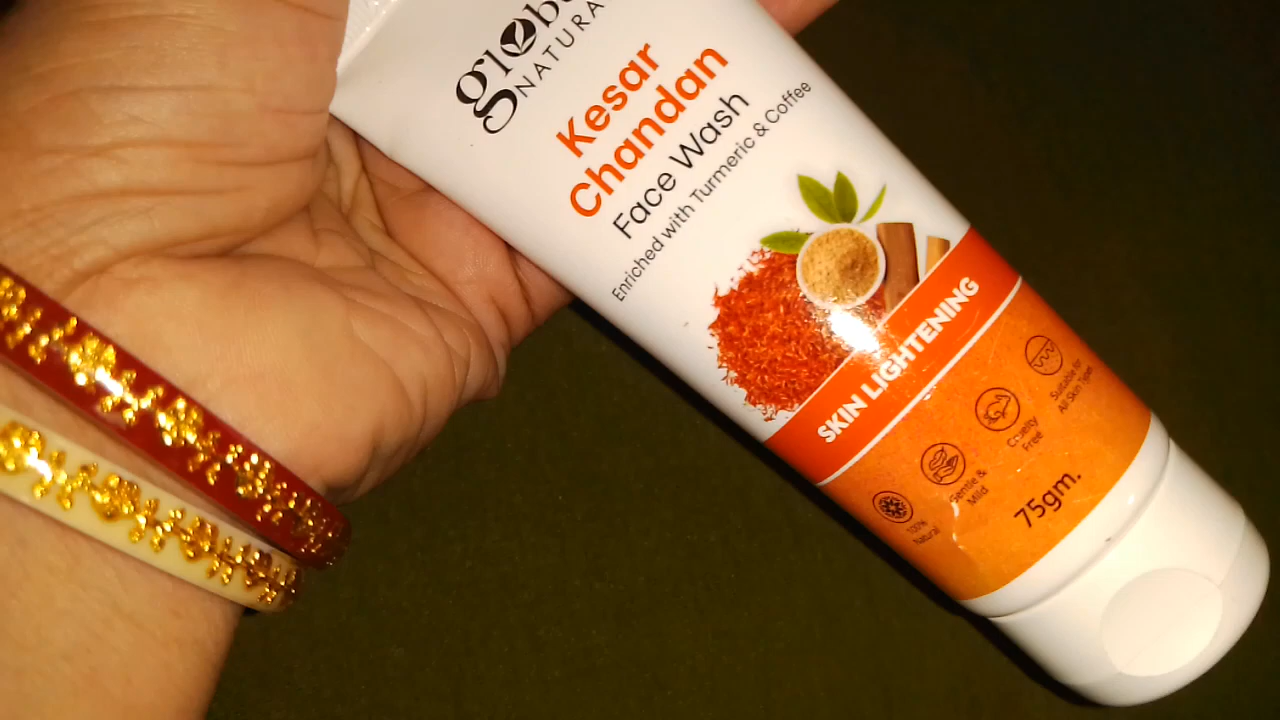 NATURA
Kesar
Chandan
Face Wash
Enriched with Turmeric & Coffee
SKIN LIGHTENING
100%
Natural
Gentle &
Mild
Cruelty
Free
Suitable for
All Skin Types
75gm.